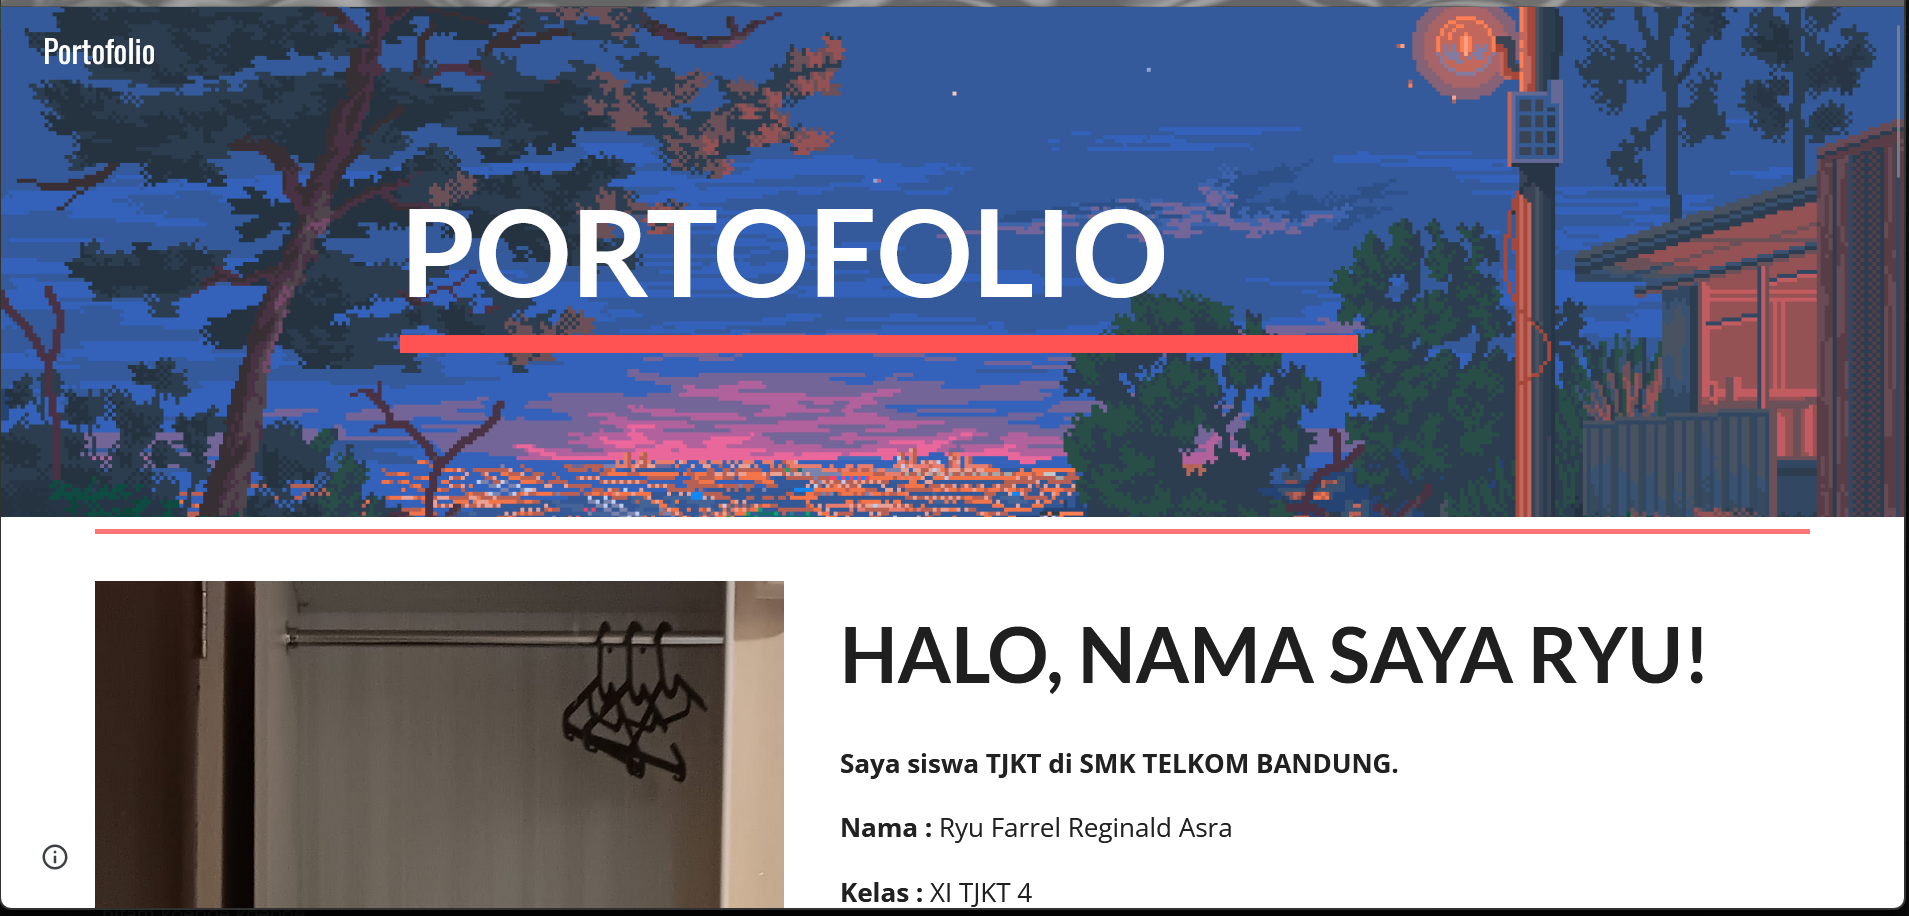 Portofolio
PORTOFOLIO
HALO, NAMA SAYA RYU!
Saya siswa TJKT di SMK TELKOM BANDUNG.
Nama : Ryu Farrel Reginald Asra
Kelas : XI TJKT 4